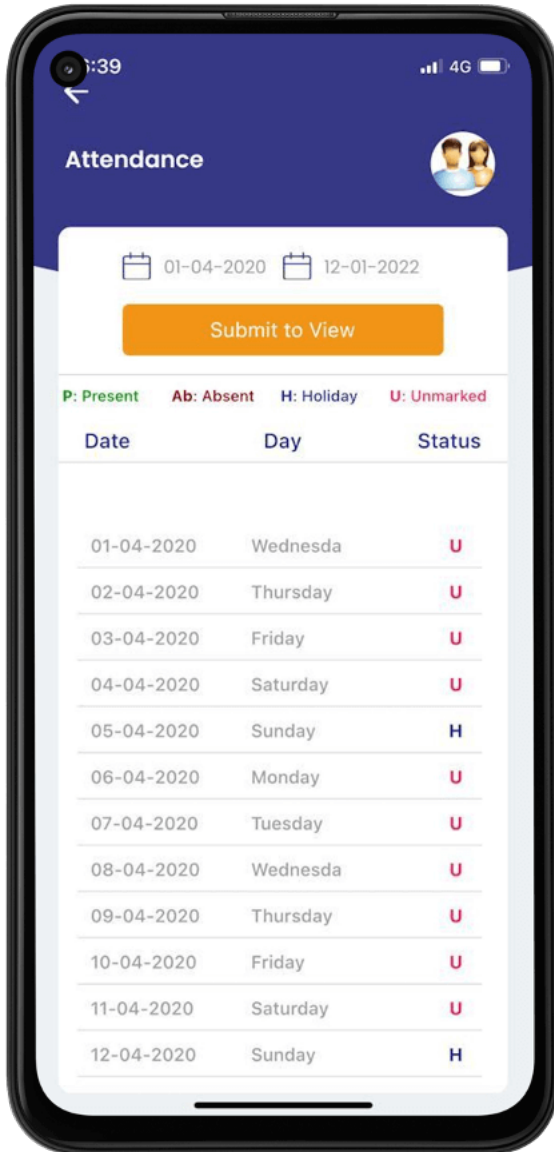 :39 4G
Attendance
01-04-2020 12-01-2022
Submit to View
P: Present Ab: Absent H: Holiday U: Unmarked
Date Day Status
01-04-2020 Wednesda U
02-04-2020 Thursday U
03-04-2020 Friday U
04-04-2020 Saturday U
05-04-2020 Sunday H
06-04-2020 Monday U
07-04-2020 Tuesday U
08-04-2020 Wednesda U
09-04-2020 Thursday U
10-04-2020 Friday U
11-04-2020 Saturday U
12-04-2020 Sunday H